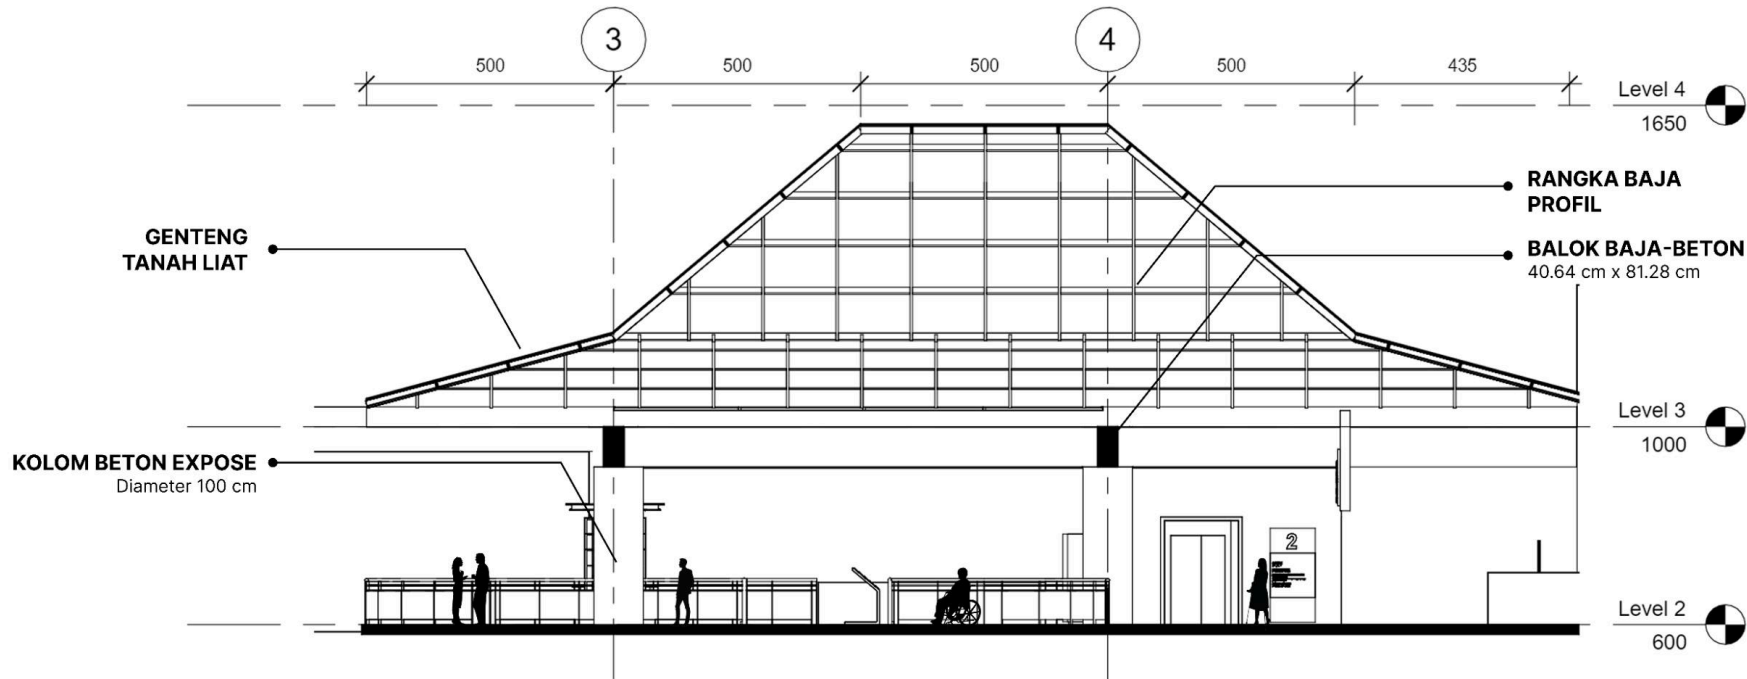 3
4
500
500
500
500
435
Level 4
1650
RANGKA BAJA
PROFIL
GENTENG
TANAH LIAT
BALOK BAJA-BETON
40.64 cm x 81.28 cm
Level 3
1000
KOLOM BETON EXPOSE
Diameter 100 cm
2
Level 2
600